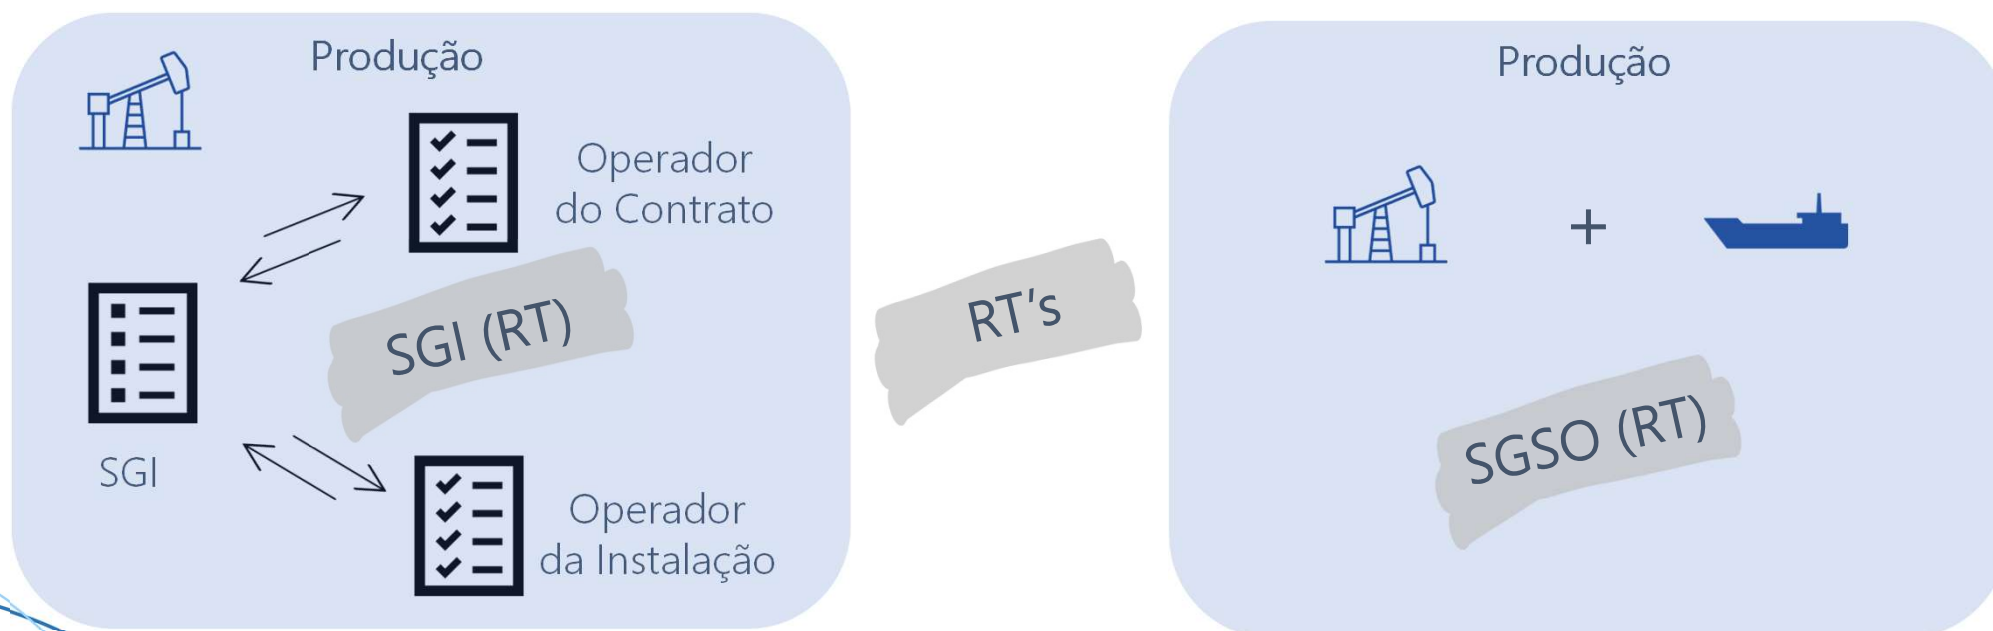 Produção
Operador
do Contrato
SGI (RT)
SGI
Operador
da Instalação
RT's
Produção
+
SGSO (RT)